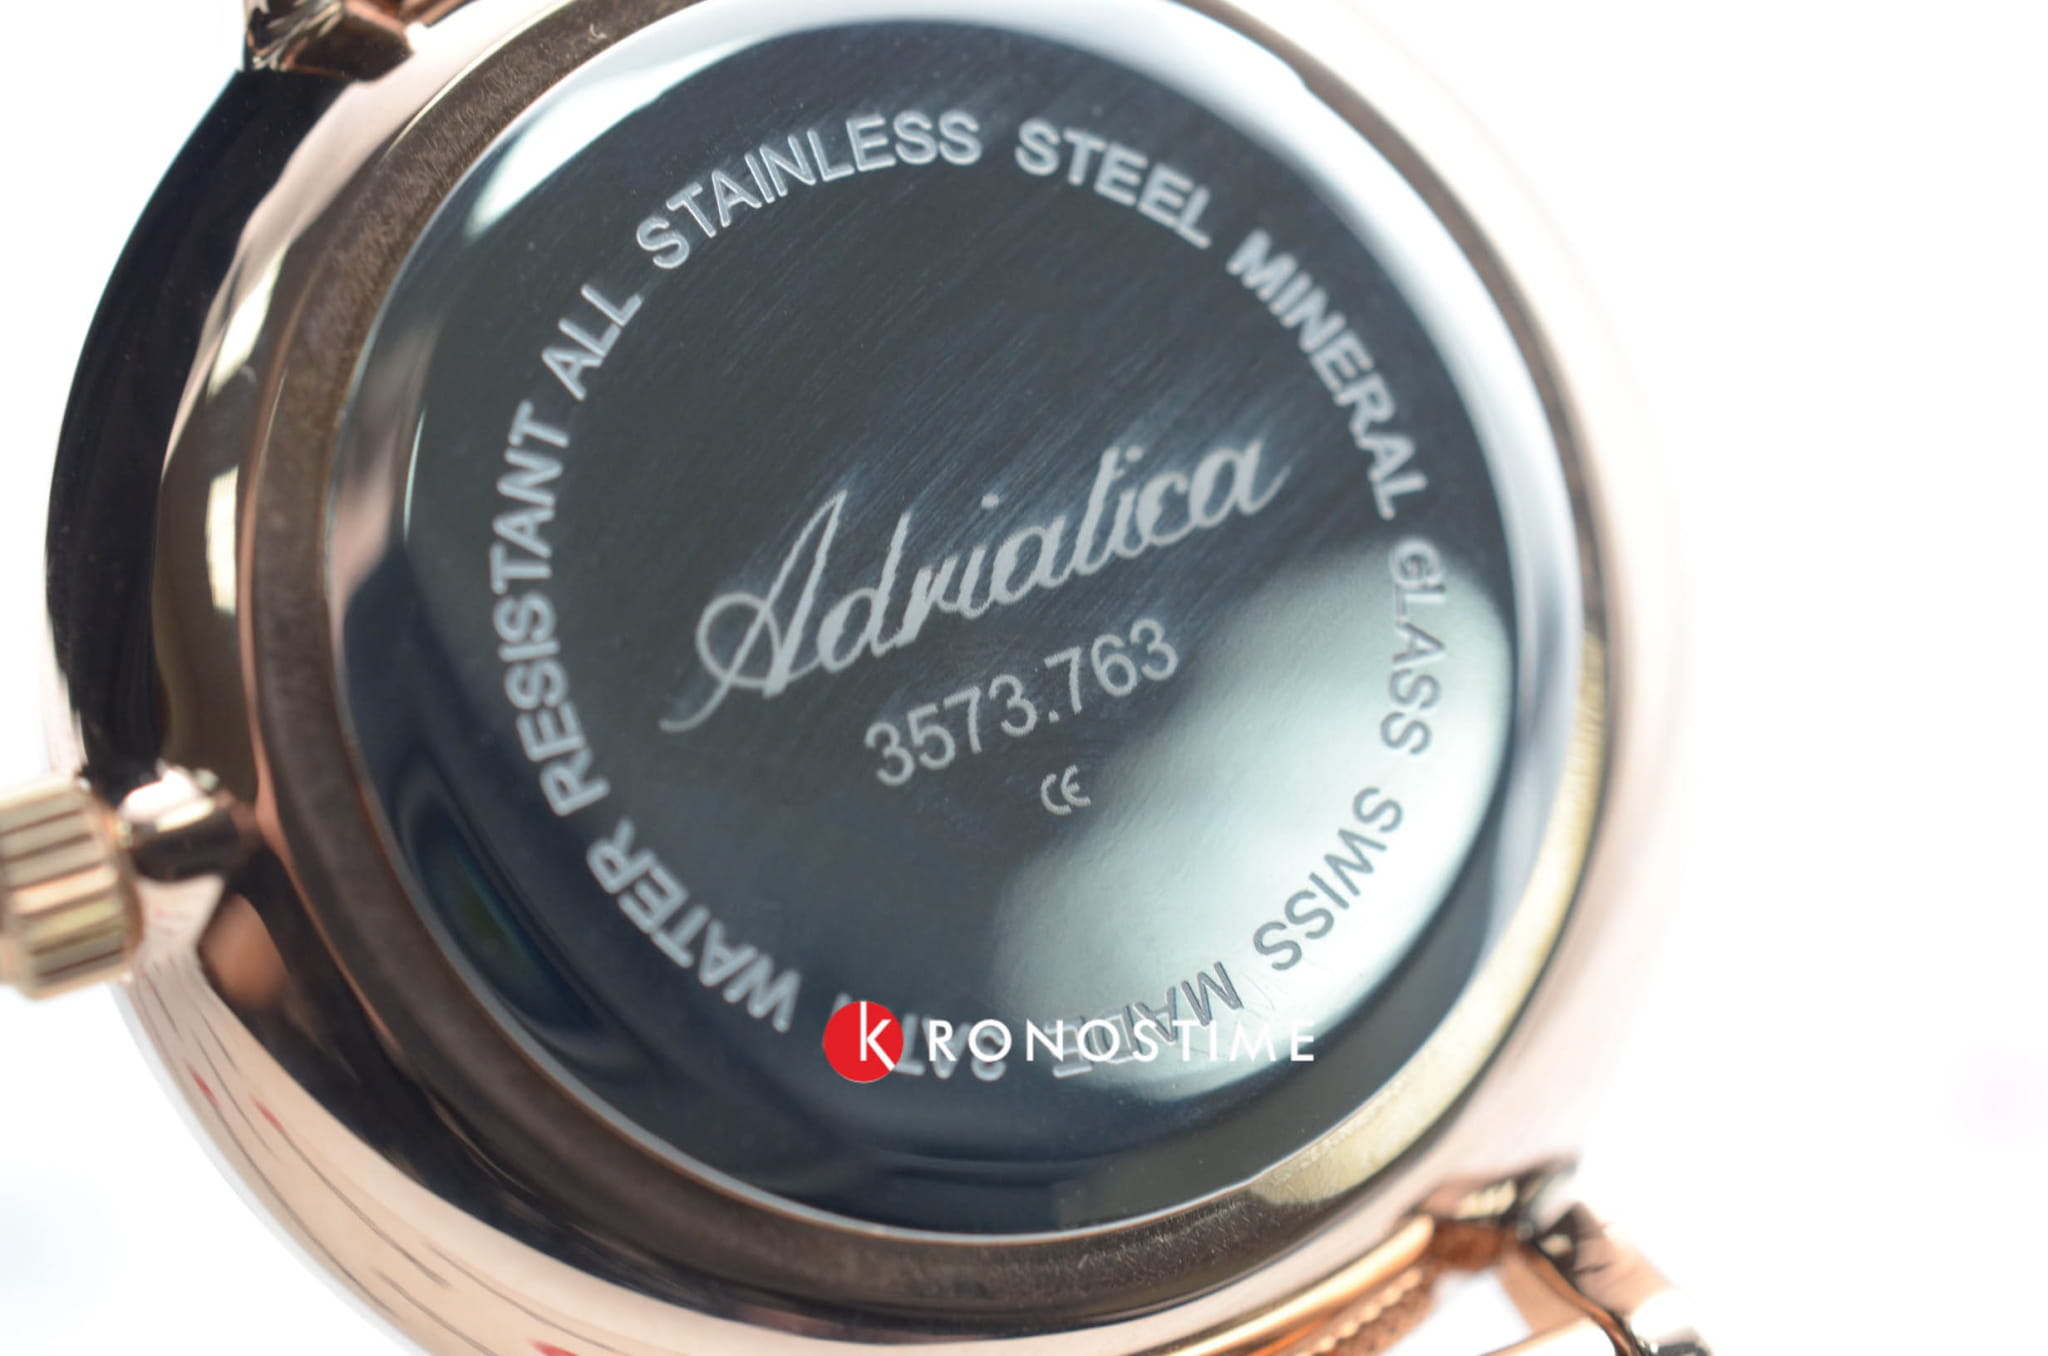 Adriatica
3573.763
CE
WATER RESISTANT ALL STAINLESS STEEL MINERAL GLASS SWISS MADE
KRONOSTIME